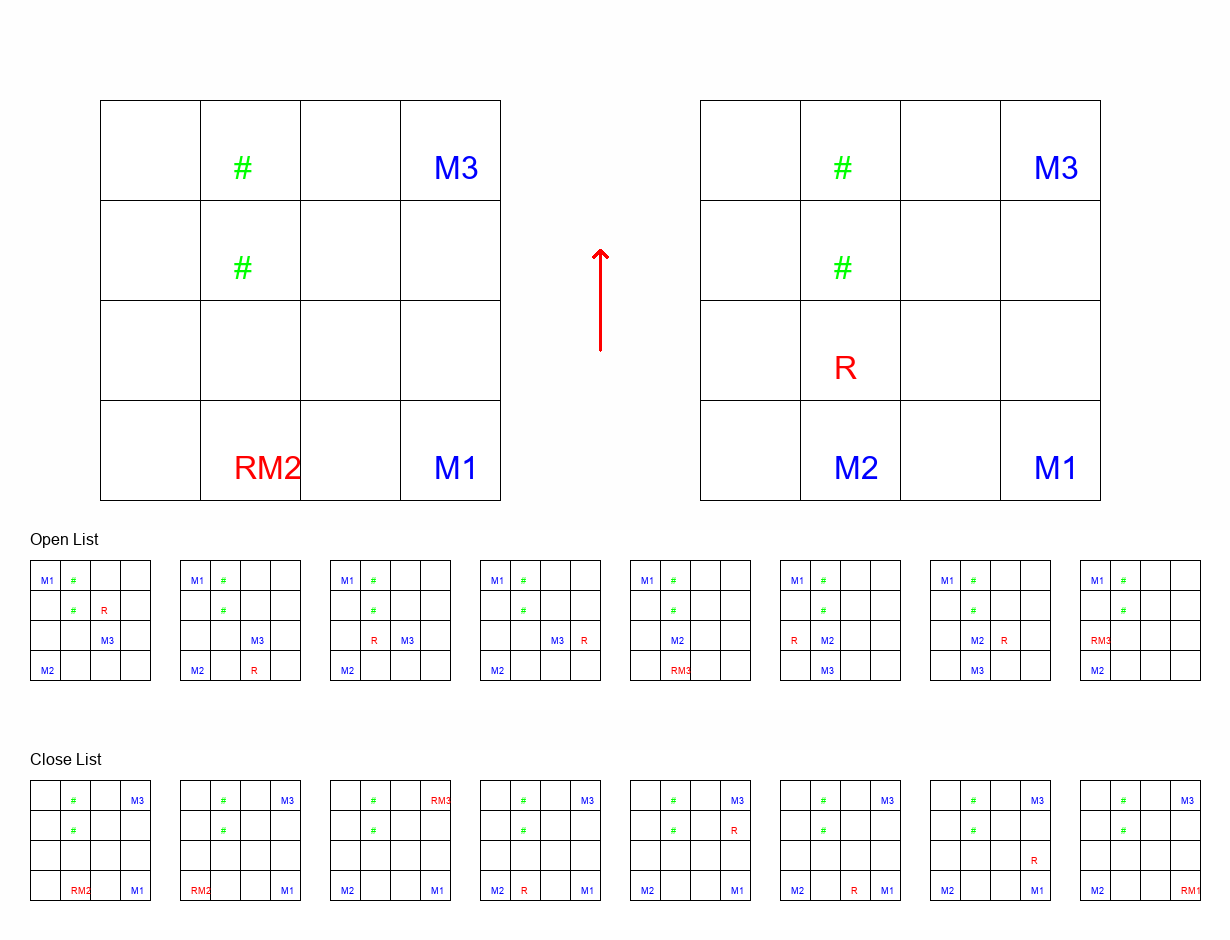 # M3 # M3
# #
R
RM2 M1 M2 M1
Open List
M1 # M1 # M1 # M1 # M1 # M1 # M1 # M1 #
# R # # # # # # #
M3 M3 R M3 M3 R M2 R M2 M2 R RM3
M2 M2 R M2 M2 RM3 M3 M3 M2
Close List
# M3 # M3 # RM3 # M3 # M3 # M3 # M3 # M3
# # # # # R # # #
R
RM2 M1 RM2 M1 M2 M1 M2 R M1 M2 M1 M2 R M1 M2 M1 M2 RM1